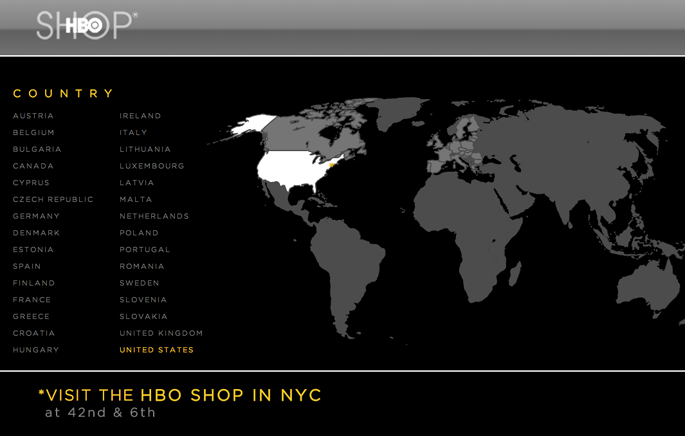 SHOP®
HBO
COUNTRY
AUSTRIA
BELGIUM
BULGARIA
CANADA
CYPRUS
CZECH REPUBLIC
GERMANY
DENMARK
ESTONIA
SPAIN
FINLAND
FRANCE
GREECE
CROATIA
HUNGARY
IRELAND
ITALY
LITHUANIA
LUXEMBOURG
LATVIA
MALTA
NETHERLANDS
POLAND
PORTUGAL
ROMANIA
SWEDEN
SLOVENIA
SLOVAKIA
UNITED KINGDOM
UNITED STATES
*VISIT THE HBO SHOP IN NYC
at 42nd & 6th